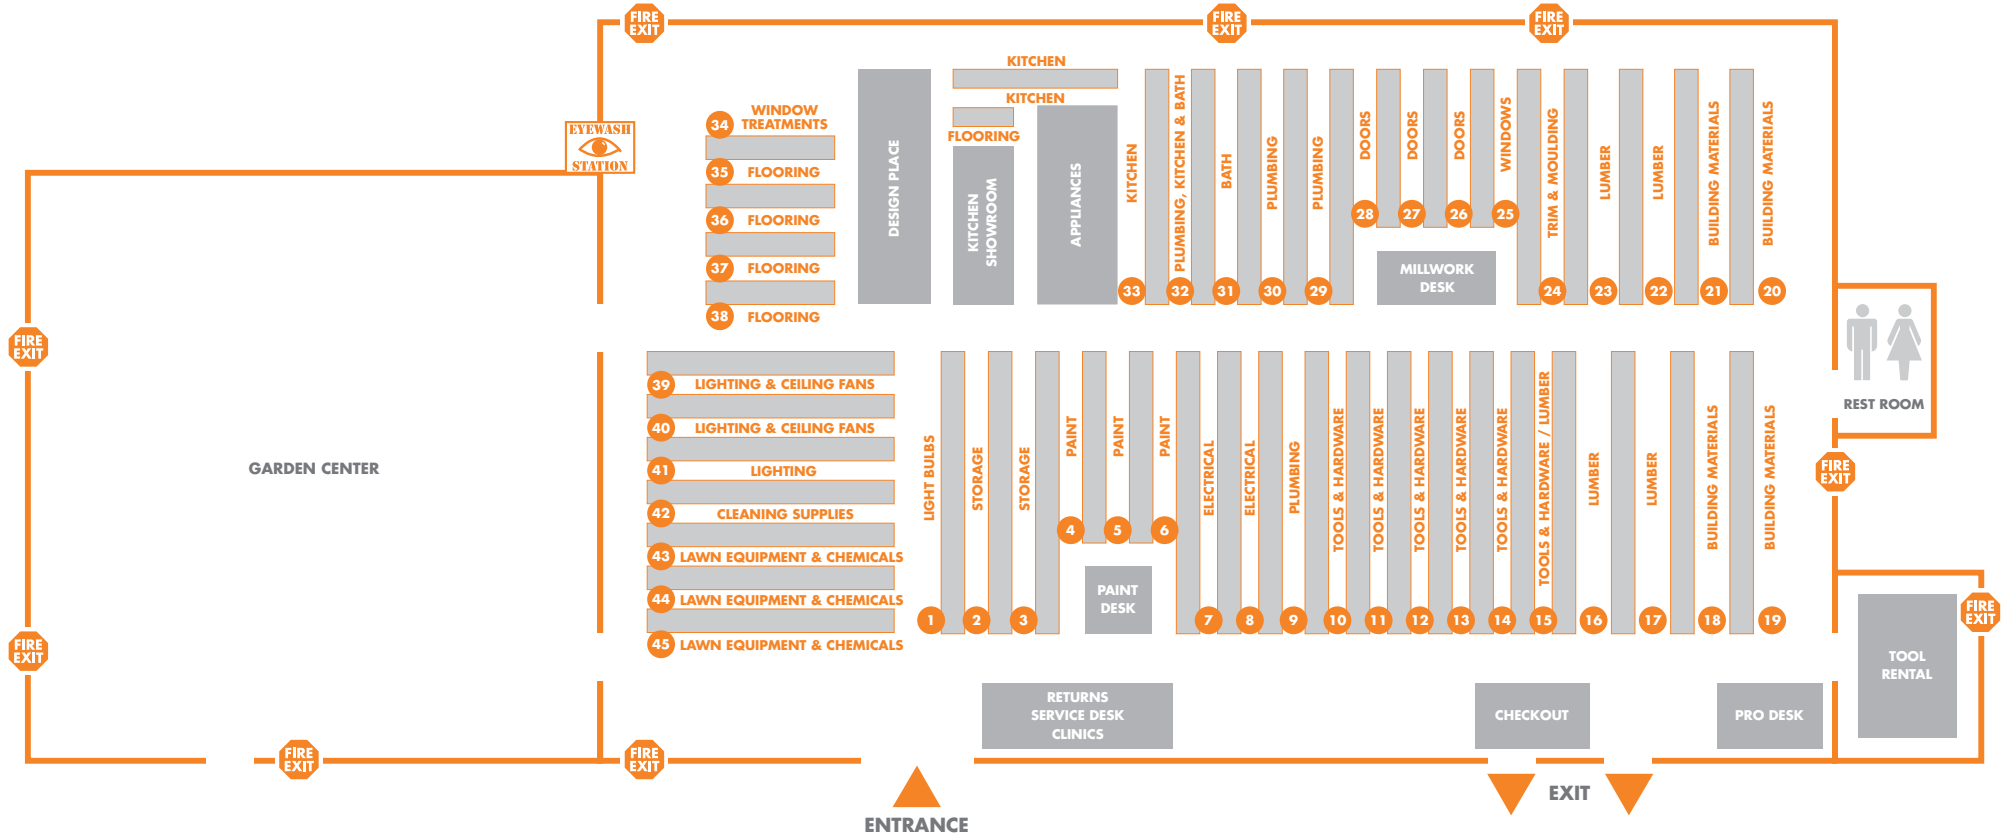 FIRE
EXIT
FIRE
EXIT
FIRE
EXIT
KITCHEN
KITCHEN
FLOORING
EYEWASH
STATION
34 WINDOW
TREATMENTS
35 FLOORING
36 FLOORING
37 FLOORING
38 FLOORING
DESIGN PLACE
KITCHEN
SHOWROOM
APPLIANCES
KITCHEN
33
PLUMBING, KITCHEN & BATH
32
BATH
31
PLUMBING
30
PLUMBING
29
DOORS
28
DOORS
27
DOORS
26
WINDOWS
25
MILLWORK
DESK
TRIM & MOULDING
24
LUMBER
23
LUMBER
22
BUILDING MATERIALS
21
BUILDING MATERIALS
20
FIRE
EXIT
REST ROOM
GARDEN CENTER
39 LIGHTING & CEILING FANS
40 LIGHTING & CEILING FANS
41 LIGHTING
42 CLEANING SUPPLIES
43 LAWN EQUIPMENT & CHEMICALS
44 LAWN EQUIPMENT & CHEMICALS
45 LAWN EQUIPMENT & CHEMICALS
LIGHT BULBS
1
STORAGE
2
STORAGE
3
PAINT
4
PAINT
5
PAINT
6
PAINT
DESK
ELECTRICAL
7
ELECTRICAL
8
PLUMBING
9
TOOLS & HARDWARE
10
TOOLS & HARDWARE
11
TOOLS & HARDWARE
12
TOOLS & HARDWARE
13
TOOLS & HARDWARE
14
TOOLS & HARDWARE / LUMBER
15
LUMBER
16
LUMBER
17
BUILDING MATERIALS
18
BUILDING MATERIALS
19
FIRE
EXIT
FIRE
EXIT
FIRE
EXIT
TOOL
RENTAL
RETURNS
SERVICE DESK
CLINICS
CHECKOUT
PRO DESK
FIRE
EXIT
FIRE
EXIT
ENTRANCE
EXIT